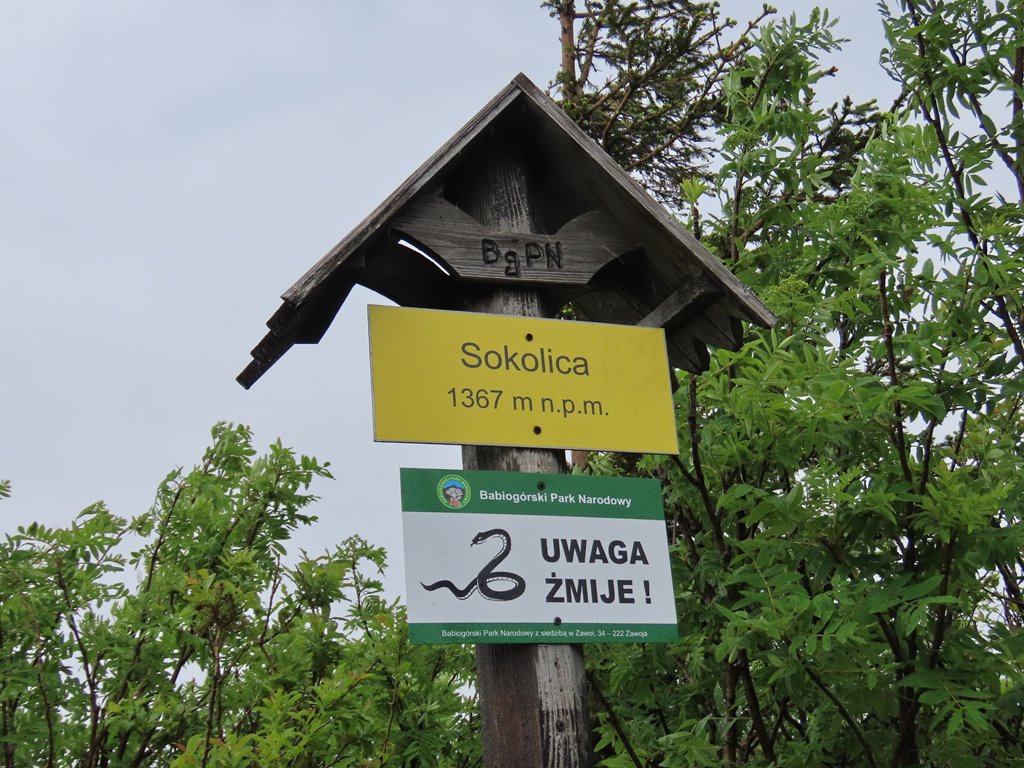 BgPN
Sokolica
1367 m n.p.m.
Babiogórski Park Narodowy
UWAGA
ŻMIJE !
Babiogórski Park Narodowy z siedzibą w Zawoi, 34 – 222 Zawoja